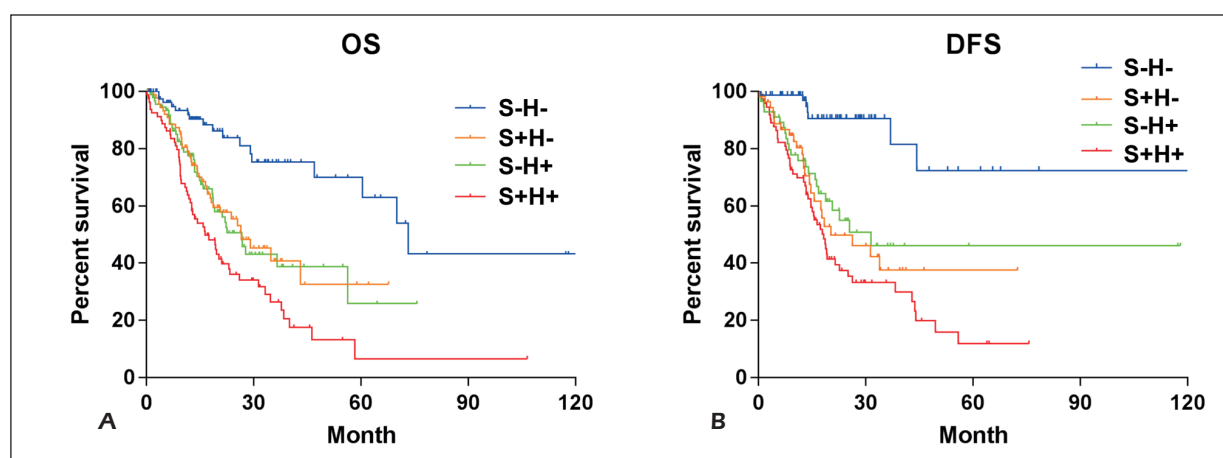 OS
Percent survival
100
80
60
40
20
0
0 30 60 90 120
Month
S-H-
S+H-
S-H+
S+H+
A
DFS
Percent survival
100
80
60
40
20
0
0 30 60 90 120
Month
S-H-
S+H-
S-H+
S+H+
B